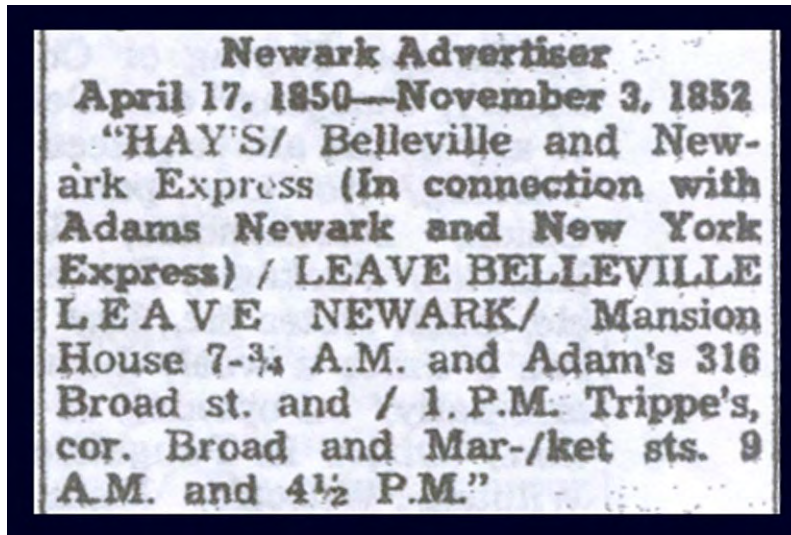 Newark Advertiser
April 17, 1850—November 3, 1852
"HAY'S/ Belleville and New-
ark Express (In connection with
Adams Newark and New York
Express) / LEAVE BELLEVILLE
LEAVE NEWARK/ Mansion
House 7-¾ A.M. and Adam's 316
Broad st. and / 1 P.M. Trippe's,
cor. Broad and Mar-/ket sts. 9
A.M. and 4½ P.M."